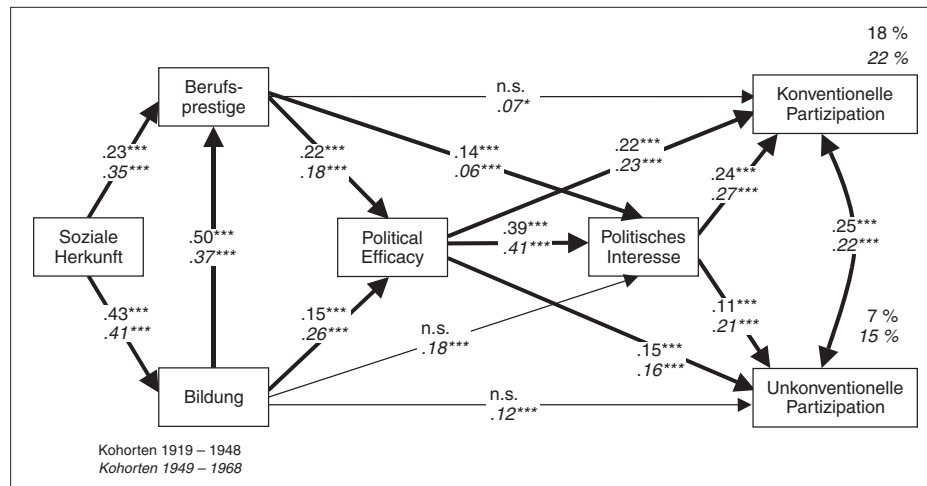 18 %
22 %
Berufs-
prestige
n.s.
.07*
Konventionelle
Partizipation
.23***
.35***
.22***
.18***
.14***
.06***
.22***
.23***
.24***
.27***
Soziale
Herkunft
.50***
.37***
Political
Efficacy
.39***
.41***
Politisches
Interesse
.25***
.22***
.43***
.41***
.15***
.26***
n.s.
.18***
.11***
.21***
7 %
15 %
.15***
.16***
Bildung
n.s.
.12***
Unkonventionelle
Partizipation
Kohorten 1919 – 1948
Kohorten 1949 – 1968